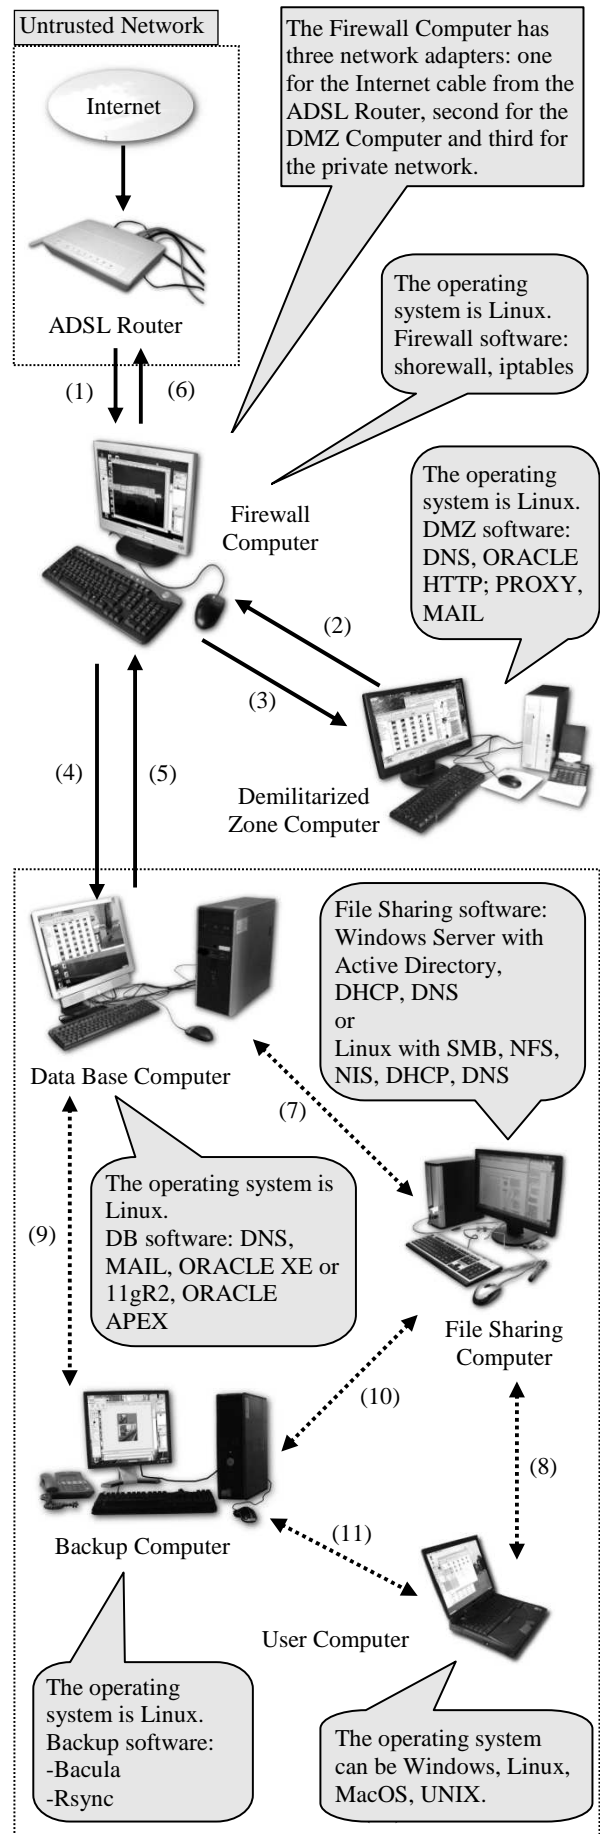 Untrusted Network
Internet
ADSL Router
The Firewall Computer has
three network adapters: one
for the Internet cable from the
ADSL Router, second for the
DMZ Computer and third for
the private network.
The operating
system is Linux.
Firewall software:
shorewall, iptables
(1)
(6)
Firewall
Computer
The operating
system is Linux.
DMZ software:
DNS, ORACLE
HTTP; PROXY,
MAIL
(2)
(3)
(4)
(5)
Demilitarized
Zone Computer
File Sharing software:
Windows Server with
Active Directory,
DHCP, DNS
or
Linux with SMB, NFS,
NIS, DHCP, DNS
Data Base Computer
(7)
The operating system is
Linux.
DB software: DNS,
MAIL, ORACLE XE or
11gR2, ORACLE
APEX
(9)
File Sharing
Computer
(10)
(8)
Backup Computer
(11)
User Computer
The operating
system is Linux.
Backup software:
-Bacula
-Rsync
The operating system
can be Windows, Linux,
MacOS, UNIX.